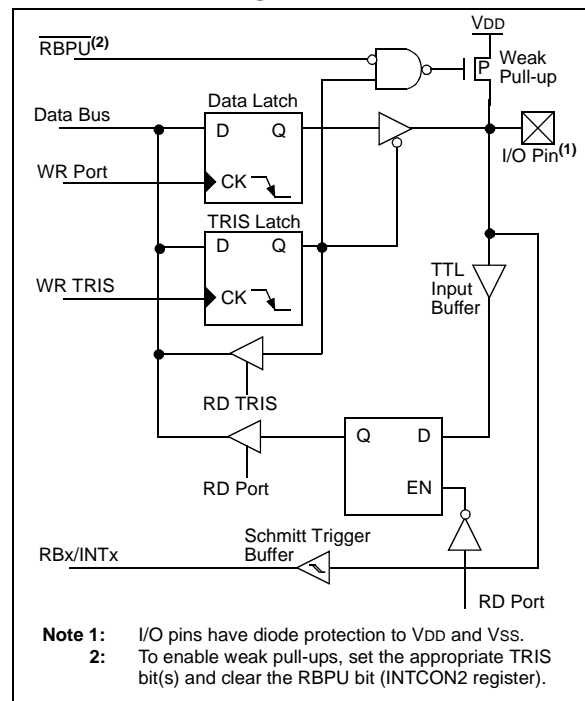 VDD
RBPU(2)
Weak
Pull-up
P
Data Latch
Data Bus
D Q
I/O Pin(1)
WR Port
CK
TRIS Latch
D Q
TTL
Input
Buffer
WR TRIS
CK
RD TRIS
Q D
RD Port
EN
Schmitt Trigger
Buffer
RBx/INTx
RD Port
Note 1: I/O pins have diode protection to VDD and VSS.
2: To enable weak pull-ups, set the appropriate TRIS
bit(s) and clear the RBPU bit (INTCON2 register).